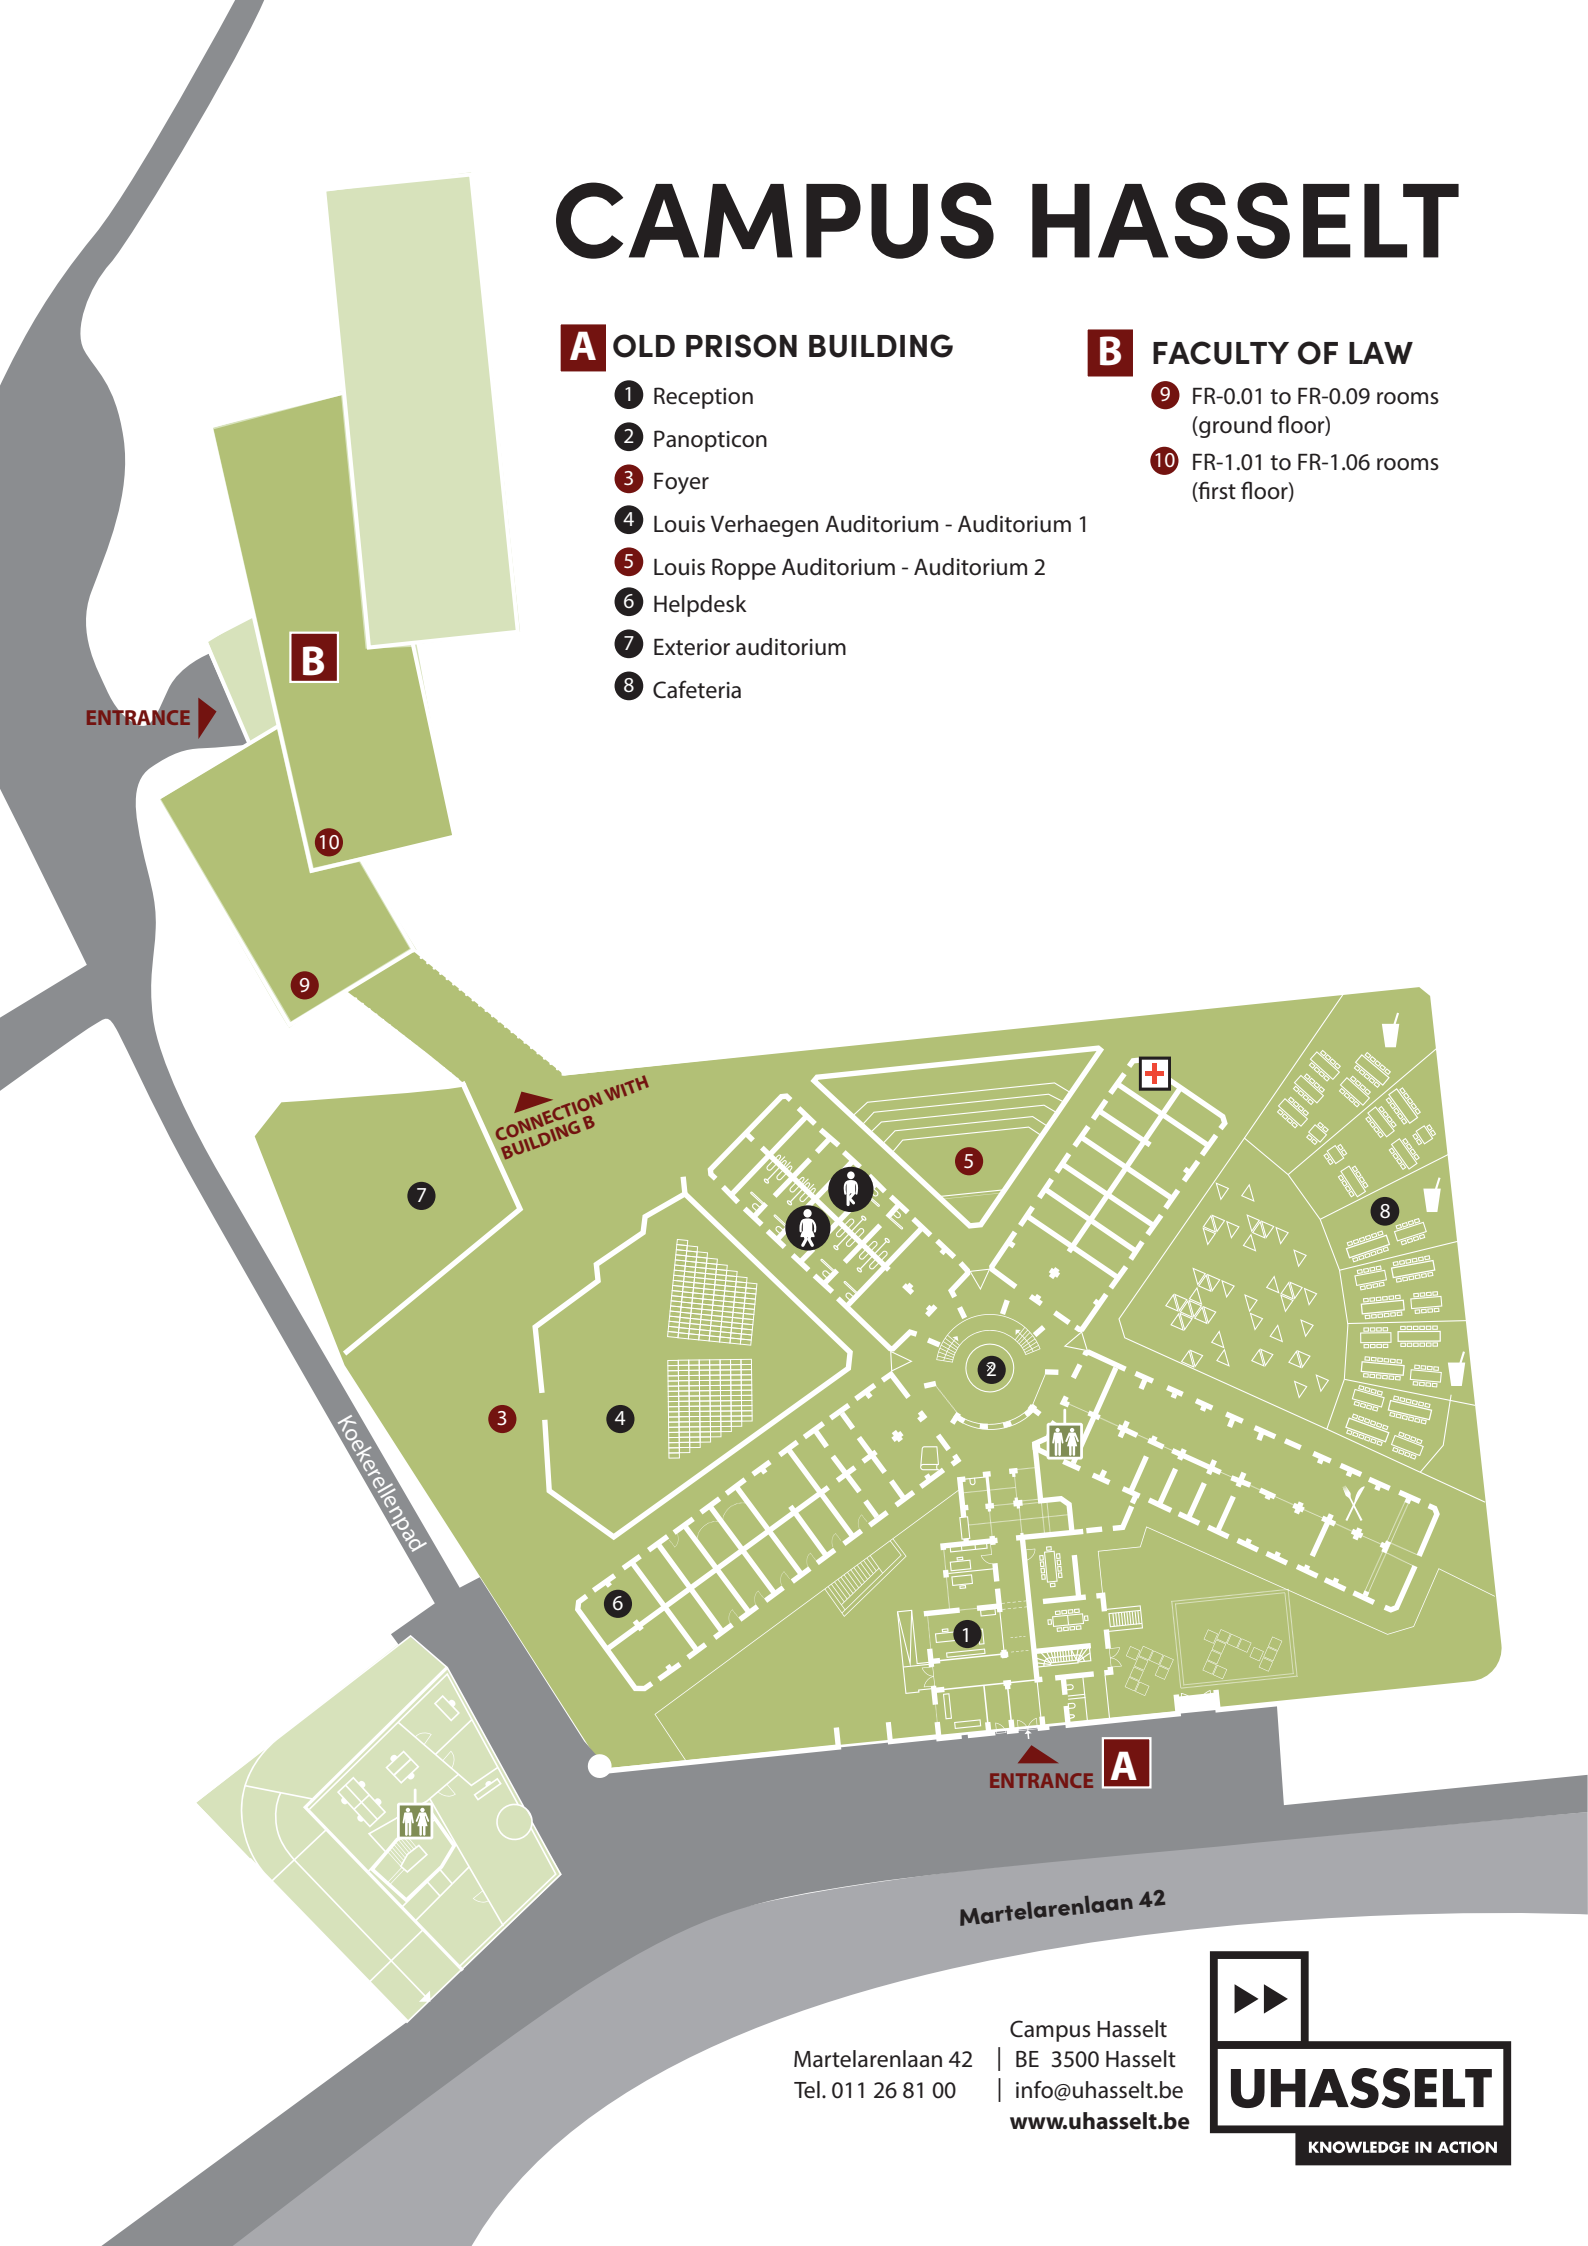 CAMPUS HASSELT
A OLD PRISON BUILDING
1 Reception
2 Panopticon
3 Foyer
4 Louis Verhaegen Auditorium - Auditorium 1
5 Louis Roppe Auditorium - Auditorium 2
6 Helpdesk
7 Exterior auditorium
8 Cafeteria
B FACULTY OF LAW
9 FR-0.01 to FR-0.09 rooms
(ground floor)
10 FR-1.01 to FR-1.06 rooms
(first floor)
B
ENTRANCE
10
9
CONNECTION WITH
BUILDING B
7
5
8
2
3
4
Koekerellenpad
6
1
ENTRANCE A
Martelarenlaan 42
Campus Hasselt
Martelarenlaan 42 | BE 3500 Hasselt
Tel. 011 26 81 00 | info@uhasselt.be
www.uhasselt.be
UHASSELT
KNOWLEDGE IN ACTION